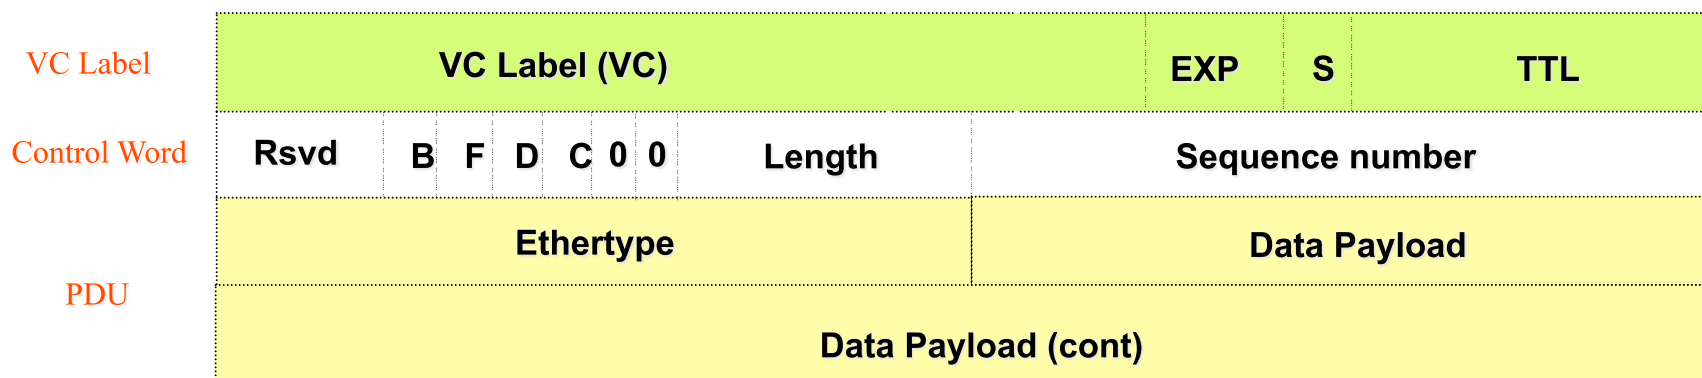 VC Label VC Label (VC) EXP S TTL
Control Word Rsvd B F D C 0 0 Length Sequence number
Ethertype Data Payload
PDU
Data Payload (cont)